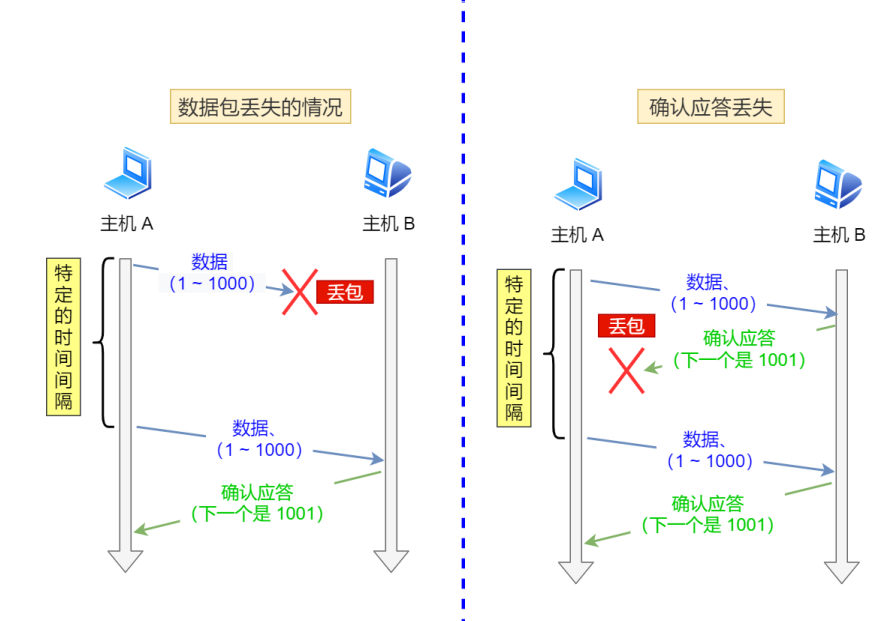 数据包丢失的情况
主机 A
主机 B
特定的时间间隔
数据
（1 ~ 1000）
丢包
数据、
（1 ~ 1000）
确认应答
（下一个是 1001）
确认应答丢失
主机 A
主机 B
特定的时间间隔
数据、
（1 ~ 1000）
丢包
确认应答
（下一个是 1001）
数据、
（1 ~ 1000）
确认应答
（下一个是 1001）